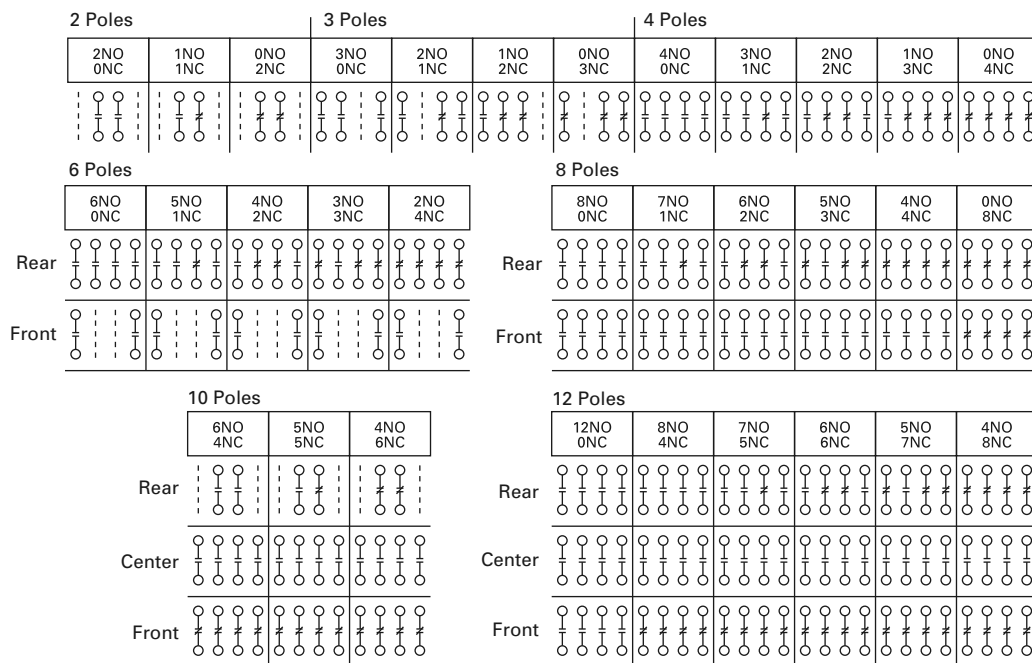 2 Poles 3 Poles 4 Poles
2NO 1NO 0NO 3NO 2NO 1NO 0NO 4NO 3NO 2NO 1NO 0NO
0NC 1NC 2NC 0NC 1NC 2NC 3NC 0NC 1NC 2NC 3NC 4NC
6 Poles 8 Poles
6NO 5NO 4NO 3NO 2NO 8NO 7NO 6NO 5NO 4NO 0NO
0NC 1NC 2NC 3NC 4NC 0NC 1NC 2NC 3NC 4NC 8NC
Rear Rear
Front Front
10 Poles 12 Poles
6NO 5NO 4NO 12NO 8NO 7NO 6NO 5NO 4NO
4NC 5NC 6NC 0NC 4NC 5NC 6NC 7NC 8NC
Rear Rear
Center Center
Front Front